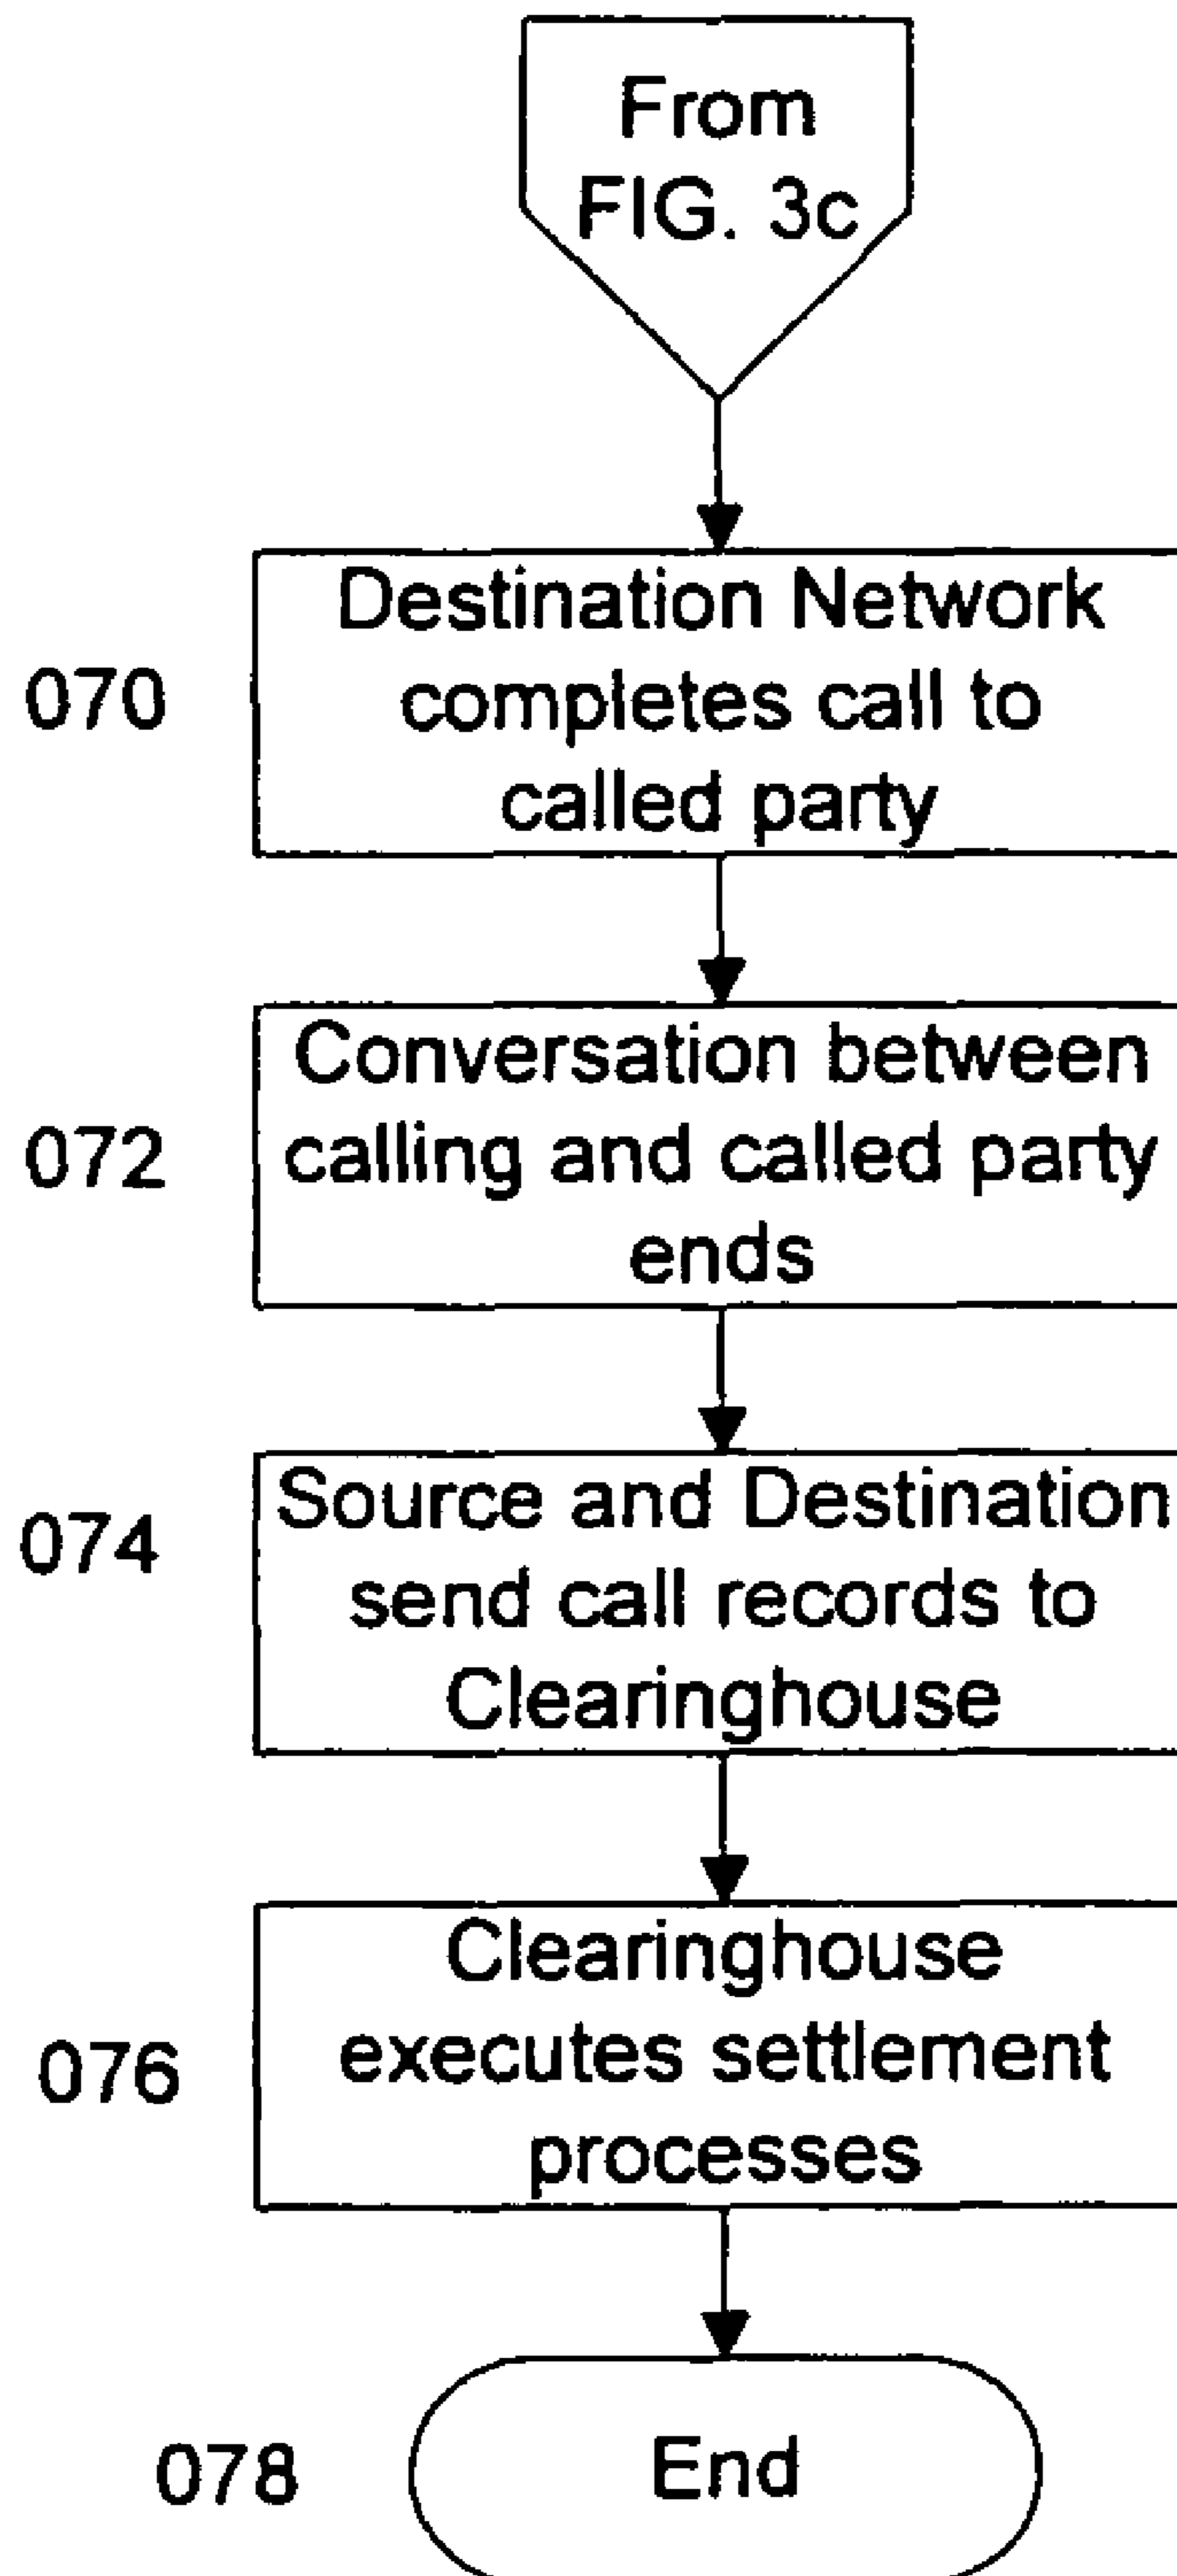 From
FIG. 3c
070
Destination Network
completes call to
called party
072
Conversation between
calling and called party
ends
074
Source and Destination
send call records to
Clearinghouse
076
Clearinghouse
executes settlement
processes
078
End